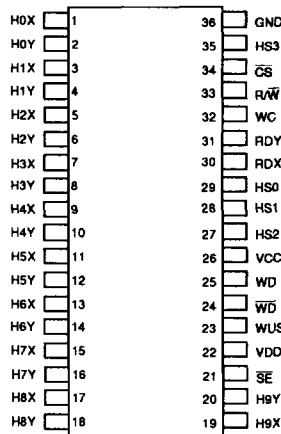 H0X 1 36 GND
H0Y 2 35 HS3
H1X 3 34 C̅S̅
H1Y 4 33 R/W̅
H2X 5 32 WC
H2Y 6 31 RDY
H3X 7 30 RDX
H3Y 8 29 HS0
H4X 9 28 HS1
H4Y 10 27 HS2
H5X 11 26 VCC
H5Y 12 25 WD
H6X 13 24 W̅D̅
H6Y 14 23 WUS
H7X 15 22 VDD
H7Y 16 21 S̅E̅
H8X 17 20 H9Y
H8Y 18 19 H9X